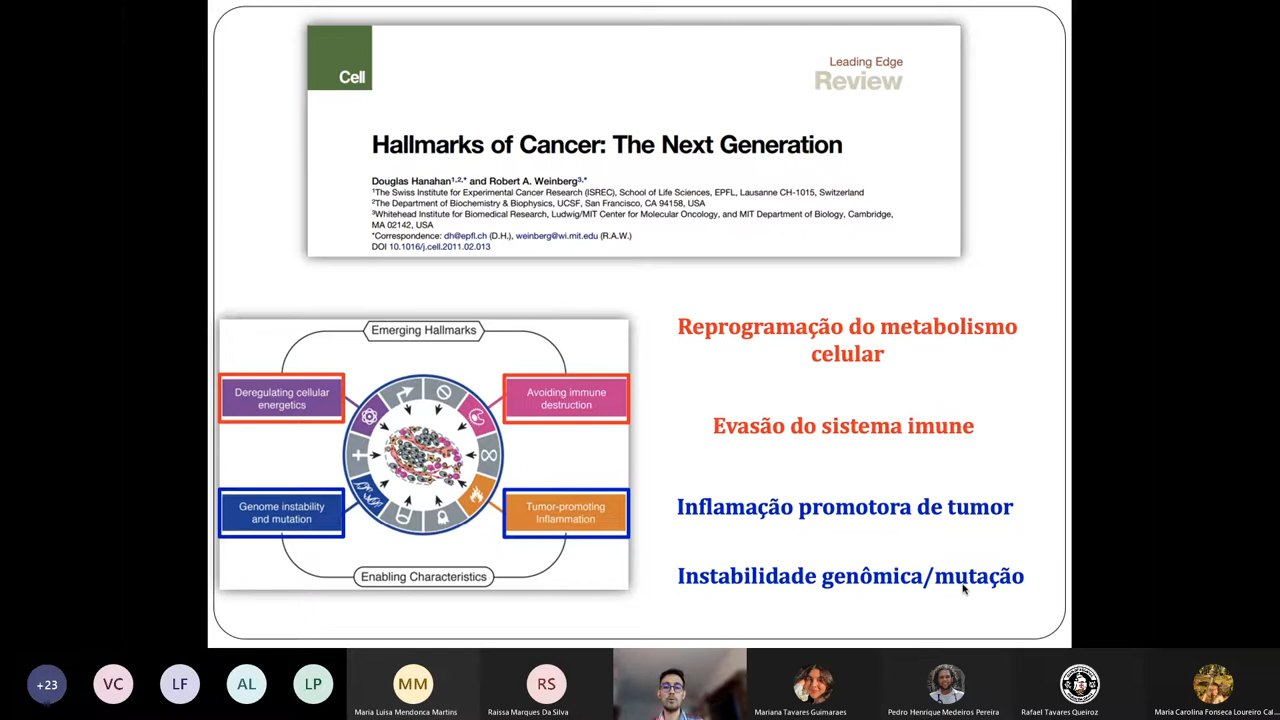 Cell
Leading Edge
Review
Hallmarks of Cancer: The Next Generation
Douglas Hanahan1,2,* and Robert A. Weinberg3,*
1The Swiss Institute for Experimental Cancer Research (ISREC), School of Life Sciences, EPFL, Lausanne CH-1015, Switzerland
2The Department of Biochemistry & Biophysics, UCSF, San Francisco, CA 94158, USA
3Whitehead Institute for Biomedical Research, Ludwig/MIT Center for Molecular Oncology, and MIT Department of Biology, Cambridge,
MA 02142, USA
*Correspondence: dh@epfl.ch (D.H.), weinberg@wi.mit.edu (R.A.W.)
DOI 10.1016/j.cell.2011.02.013
Emerging Hallmarks
Deregulating cellular
energetics
Avoiding immune
destruction
Genome instability
and mutation
Tumor-promoting
Inflammation
Enabling Characteristics
Reprogramação do metabolismo
celular
Evasão do sistema imune
Inflamação promotora de tumor
Instabilidade genômica/mutação
+23
VC
LF
AL
LP
MM
Maria Luisa Mendonca Martins
RS
Raissa Marques Da Silva
Mariana Tavares Guimaraes
Pedro Henrique Medeiros Pereira
Rafael Tavares Queiroz
Maria Carolina Fonseca Loureiro Cal